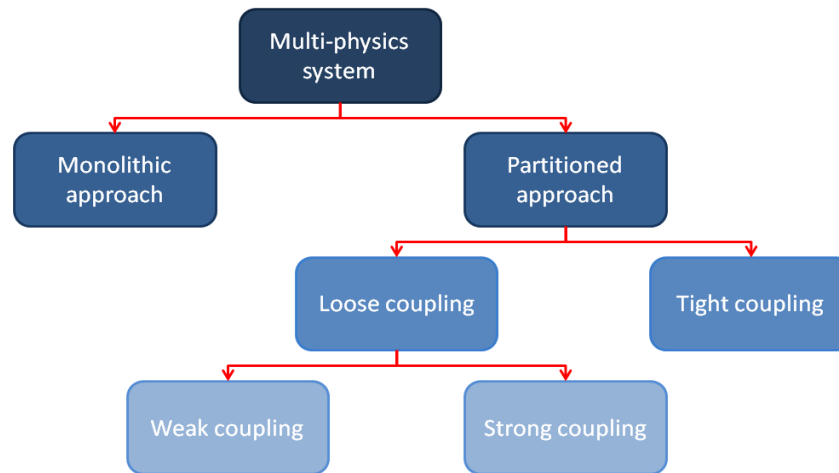 Multi-physics
system
Monolithic
approach
Partitioned
approach
Loose coupling
Tight coupling
Weak coupling
Strong coupling